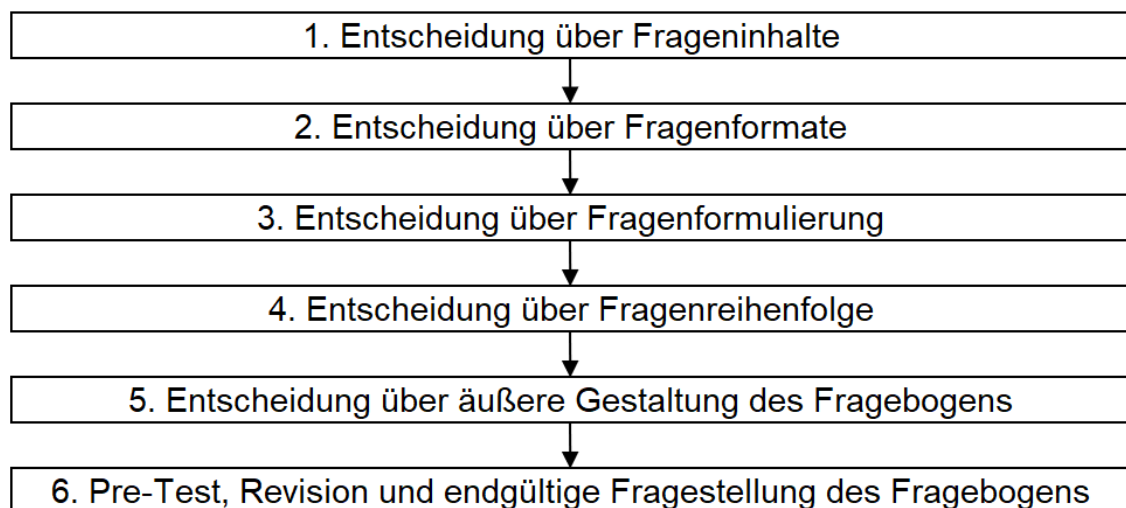 1. Entscheidung über Frageninhalte
2. Entscheidung über Fragenformate
3. Entscheidung über Fragenformulierung
4. Entscheidung über Fragenreihenfolge
5. Entscheidung über äußere Gestaltung des Fragebogens
6. Pre-Test, Revision und endgültige Fragestellung des Fragebogens